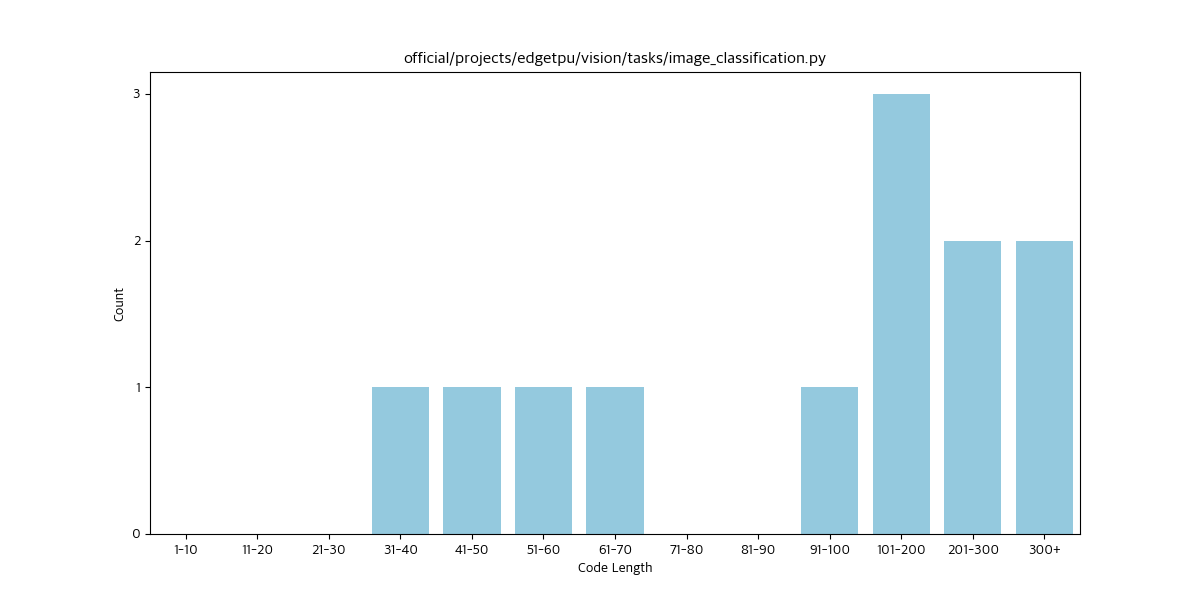 official/projects/edgetpu/vision/tasks/image_classification.py
3
2
1
0
Count
1-10 11-20 21-30 31-40 41-50 51-60 61-70 71-80 81-90 91-100 101-200 201-300 300+
Code Length